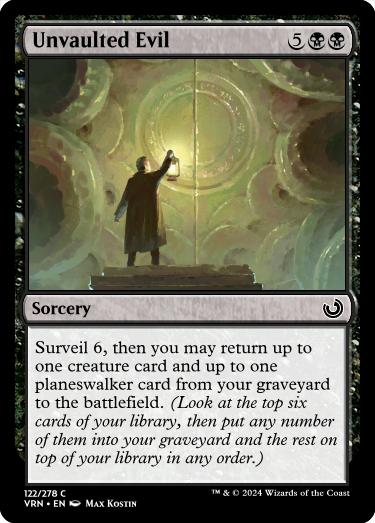 Unvaulted Evil 5
Sorcery
Surveil 6, then you may return up to
one creature card and up to one
planeswalker card from your graveyard
to the battlefield. (Look at the top six
cards of your library, then put any number
of them into your graveyard and the rest on
top of your library in any order.)
122/278 C
VRN • EN Max Kostin
™ & © 2024 Wizards of the Coast